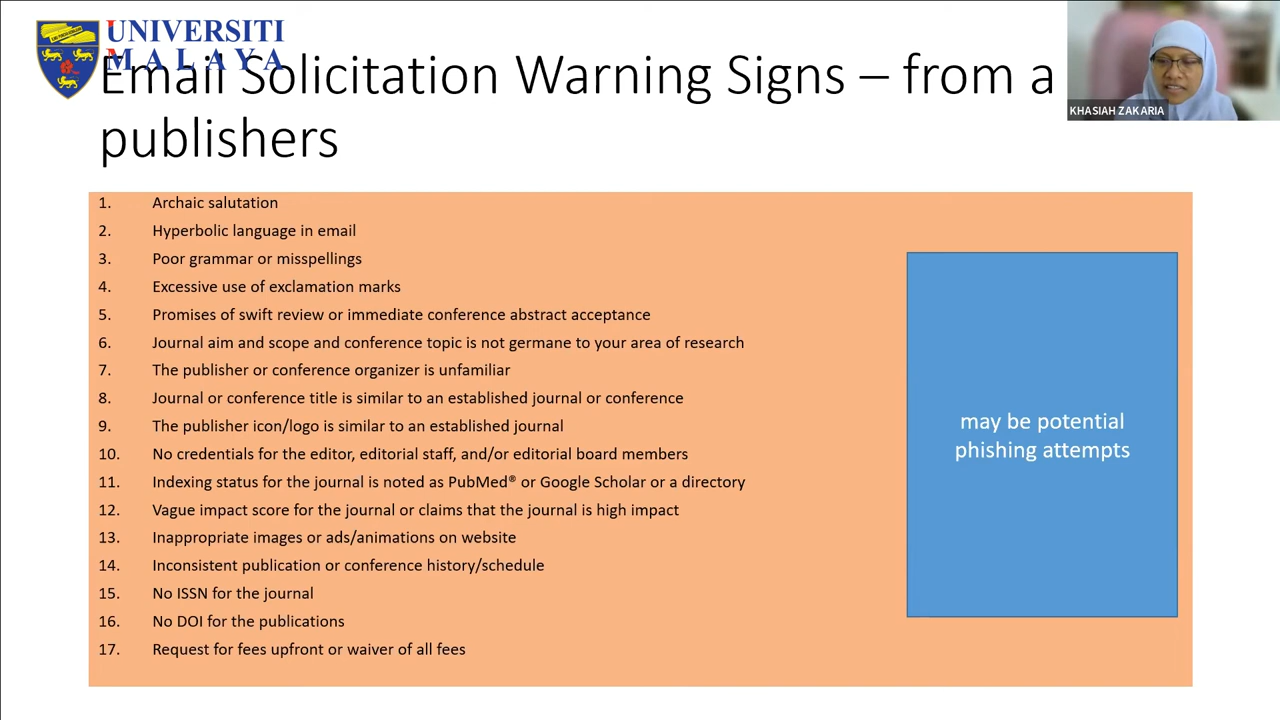 UNIVERSITI
MALAYA
Email Solicitation Warning Signs – from a
publishers
KHASIAH ZAKARIA
1. Archaic salutation
2. Hyperbolic language in email
3. Poor grammar or misspellings
4. Excessive use of exclamation marks
5. Promises of swift review or immediate conference abstract acceptance
6. Journal aim and scope and conference topic is not germane to your area of research
7. The publisher or conference organizer is unfamiliar
8. Journal or conference title is similar to an established journal or conference
9. The publisher icon/logo is similar to an established journal
10. No credentials for the editor, editorial staff, and/or editorial board members
11. Indexing status for the journal is noted as PubMed® or Google Scholar or a directory
12. Vague impact score for the journal or claims that the journal is high impact
13. Inappropriate images or ads/animations on website
14. Inconsistent publication or conference history/schedule
15. No ISSN for the journal
16. No DOI for the publications
17. Request for fees upfront or waiver of all fees
may be potential
phishing attempts